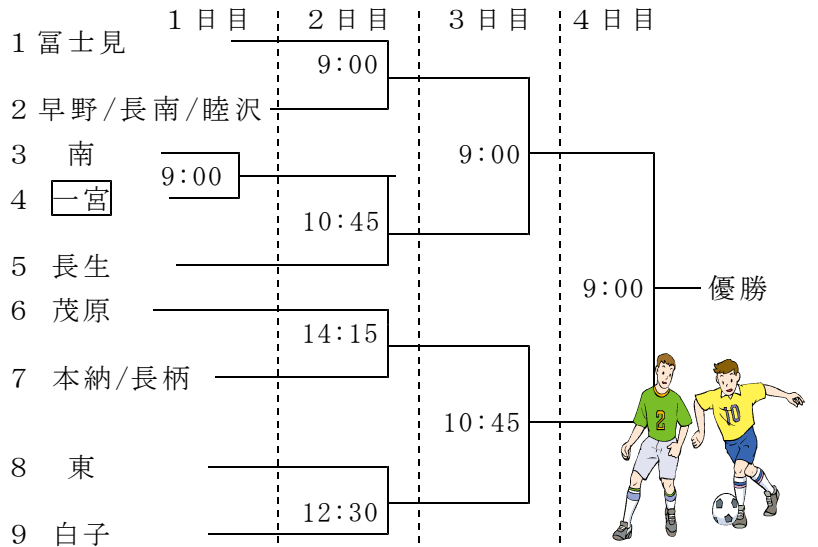 1日目 2日目 3日目 4日目
1 冨士見
9:00
2 早野/長南/睦沢
3 南
9:00
9:00
4 一宮
10:45
5 長生
9:00 優勝
6 茂原
14:15
7 本納/長柄
10:45
2
10
8 東
12:30
9 白子